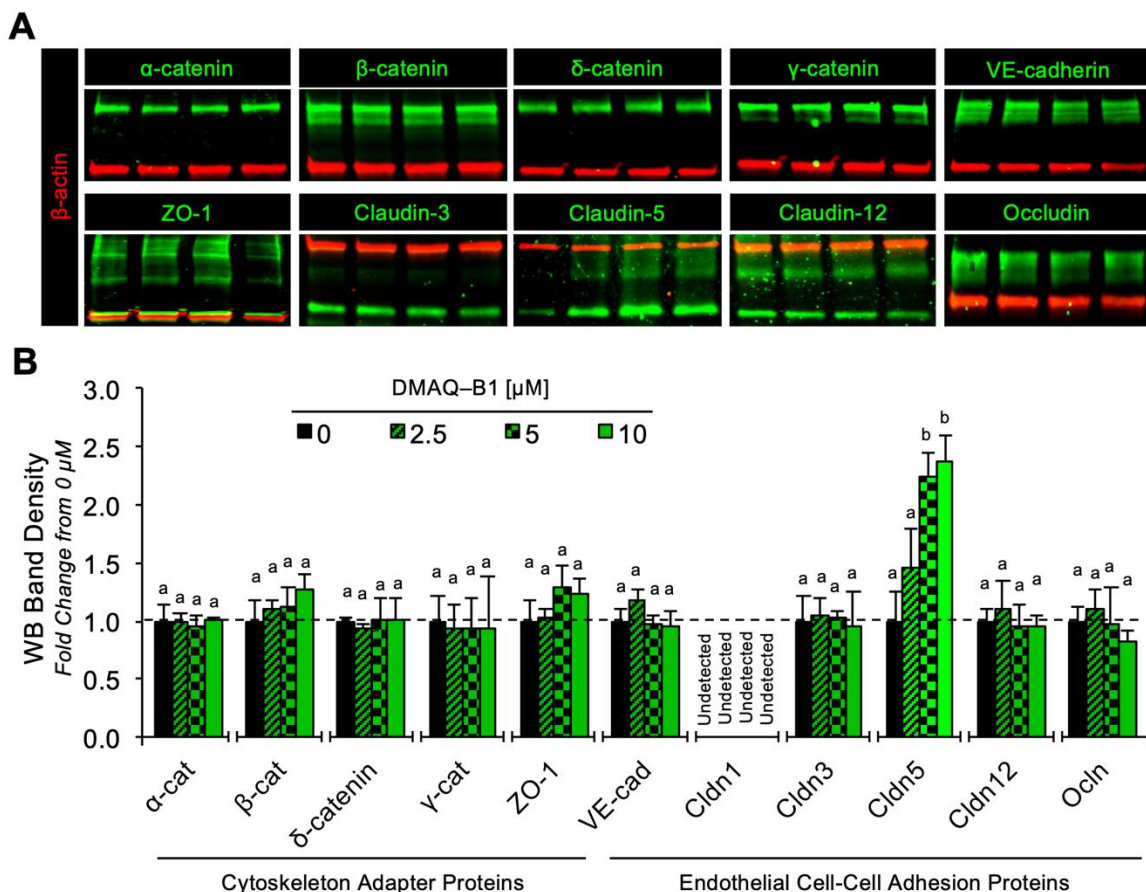 A
α-catenin β-catenin δ-catenin γ-catenin VE-cadherin
β-actin
ZO-1 Claudin-3 Claudin-5 Claudin-12 Occludin
B
DMAQ–B1 [µM]
0 2.5 5 10
WB Band Density
Fold Change from 0 µM
3.0
2.5
2.0
1.5
1.0
0.5
0.0
a a a a
a a a a
a a a a
a a a a
a a a a
a a a a
Undetected
Undetected
Undetected
Undetected
a a a a
a a b b
a a a a
a a a a
α-cat β-cat δ-catenin γ-cat ZO-1 VE-cad Cldn1 Cldn3 Cldn5 Cldn12 Ocln
Cytoskeleton Adapter Proteins Endothelial Cell-Cell Adhesion Proteins